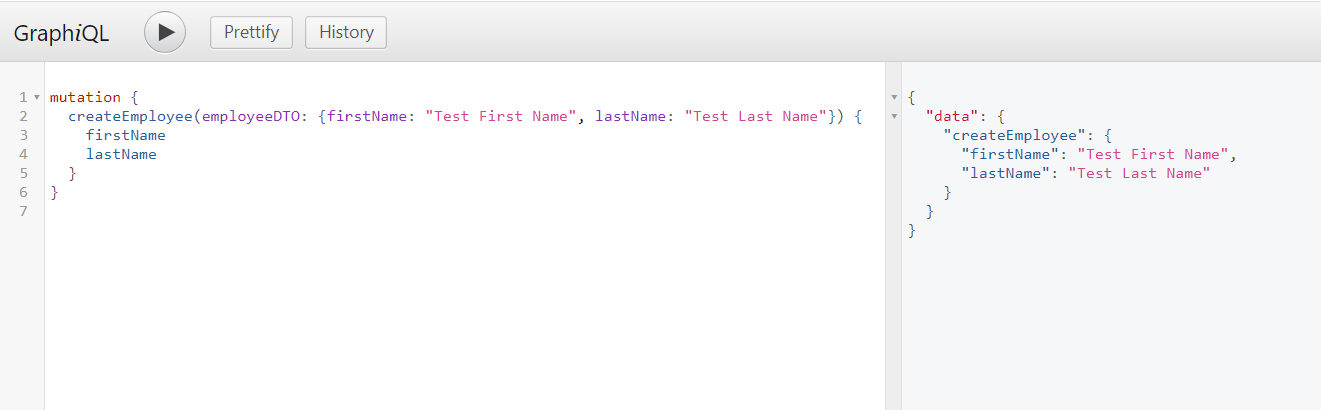 GraphiQL Prettify History
1 mutation {
2 createEmployee(employeeDTO: {firstName: "Test First Name", lastName: "Test Last Name"}) {
3 firstName
4 lastName
5 }
6 }
7
{
"data": {
"createEmployee": {
"firstName": "Test First Name",
"lastName": "Test Last Name"
}
}
}